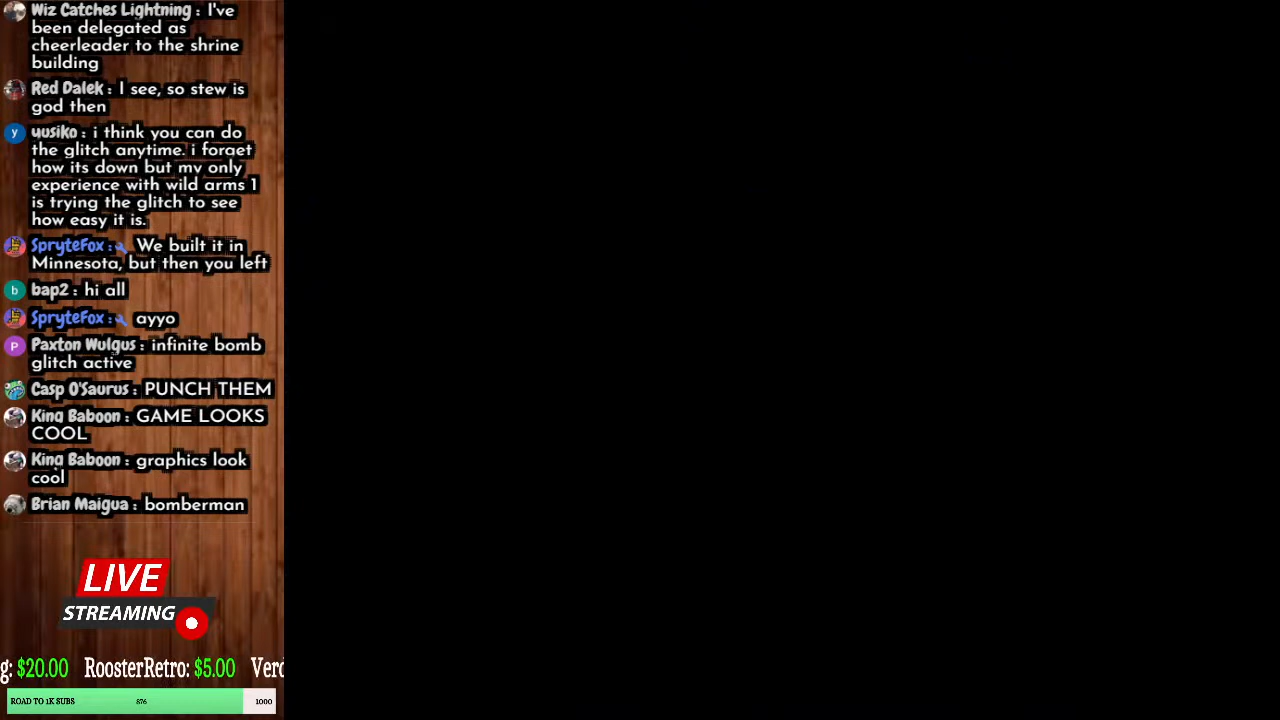 Wiz Catches Lightning : I've
been delegated as
cheerleader to the shrine
building
Red Dalek : I see, so stew is
god then
y yusiko : i think you can do
the glitch anytime. i forget
how its down but my only
experience with wild arms 1
is trying the glitch to see
how easy it is.
SpryteFox : We built it in
Minnesota, but then you left
b bap2 : hi all
SpryteFox : ayyo
P Paxton Wulgus : infinite bomb
glitch active
Casp O'Saurus : PUNCH THEM
King Baboon : GAME LOOKS
COOL
King Baboon : graphics look
cool
Brian Maigua : bomberman
LIVE
STREAMING
g: $20.00 RoosterRetro: $5.00 Verd
ROAD TO 1K SUBS 876 1000